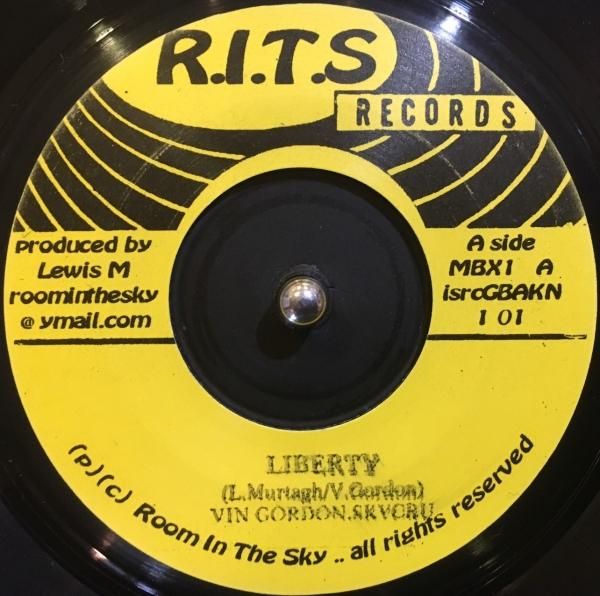 R.I.T.S
RECORDS
produced by
Lewis M
roominthesky
@ ymail.com
A side
MBX1 A
isrcGBAKN
1 01
LIBERTY
(L.Murtagh/V.Gordon)
VIN GORDON.SKYCRU
(p)(c) Room In The Sky .. all rights reserved